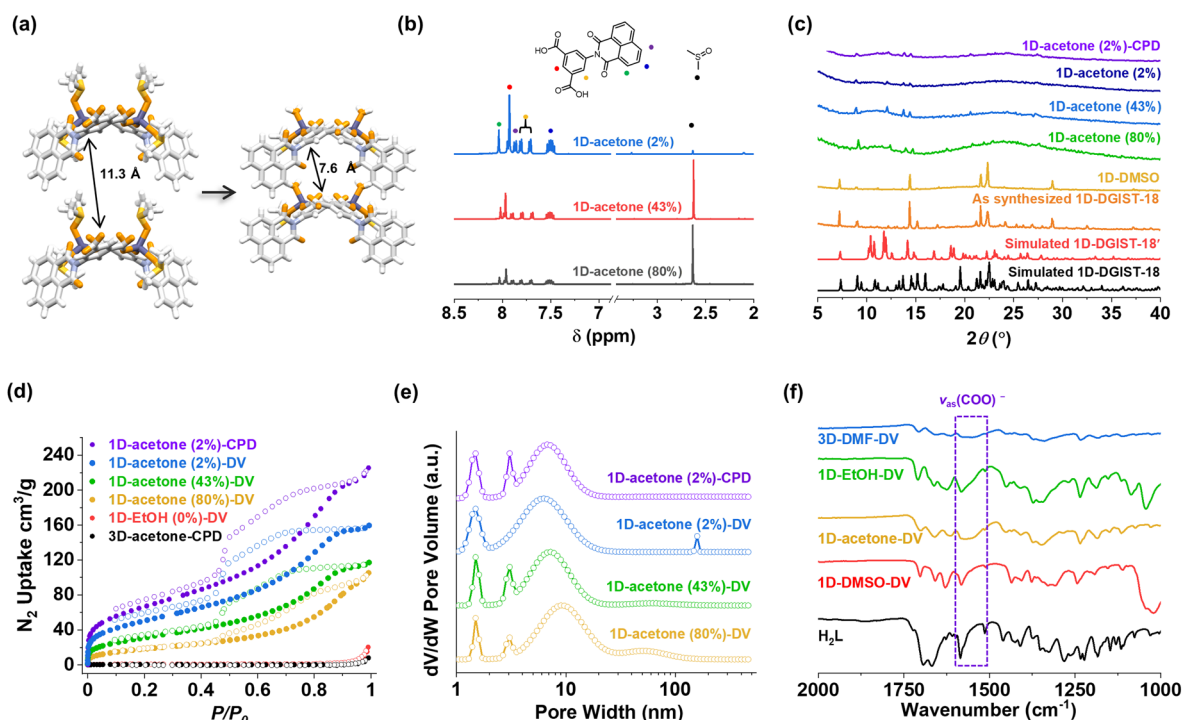 (a)
11.3 Å
7.6 Å
(b)
OH
O
O
N
O
O
OH
S
O
1D-acetone (2%)
1D-acetone (43%)
1D-acetone (80%)
8.5 8.0 7.5 7 2.5 2
δ (ppm)
(c)
1D-acetone (2%)-CPD
1D-acetone (2%)
1D-acetone (43%)
1D-acetone (80%)
1D-DMSO
As synthesized 1D-DGIST-18
Simulated 1D-DGIST-18′
Simulated 1D-DGIST-18
5 10 15 20 25 30 35 40
2θ (°)
(d)
1D-acetone (2%)-CPD
1D-acetone (2%)-DV
1D-acetone (43%)-DV
1D-acetone (80%)-DV
1D-EtOH (0%)-DV
3D-acetone-CPD
240
200
160
120
80
40
0
N₂ Uptake cm³/g
0 0.2 0.4 0.6 0.8 1
P/P₀
(e)
1D-acetone (2%)-CPD
1D-acetone (2%)-DV
1D-acetone (43%)-DV
1D-acetone (80%)-DV
dV/dW Pore Volume (a.u.)
1 10 100
Pore Width (nm)
(f)
νas(COO)⁻
3D-DMF-DV
1D-EtOH-DV
1D-acetone-DV
1D-DMSO-DV
H₂L
2000 1750 1500 1250 1000
Wavenumber (cm⁻¹)